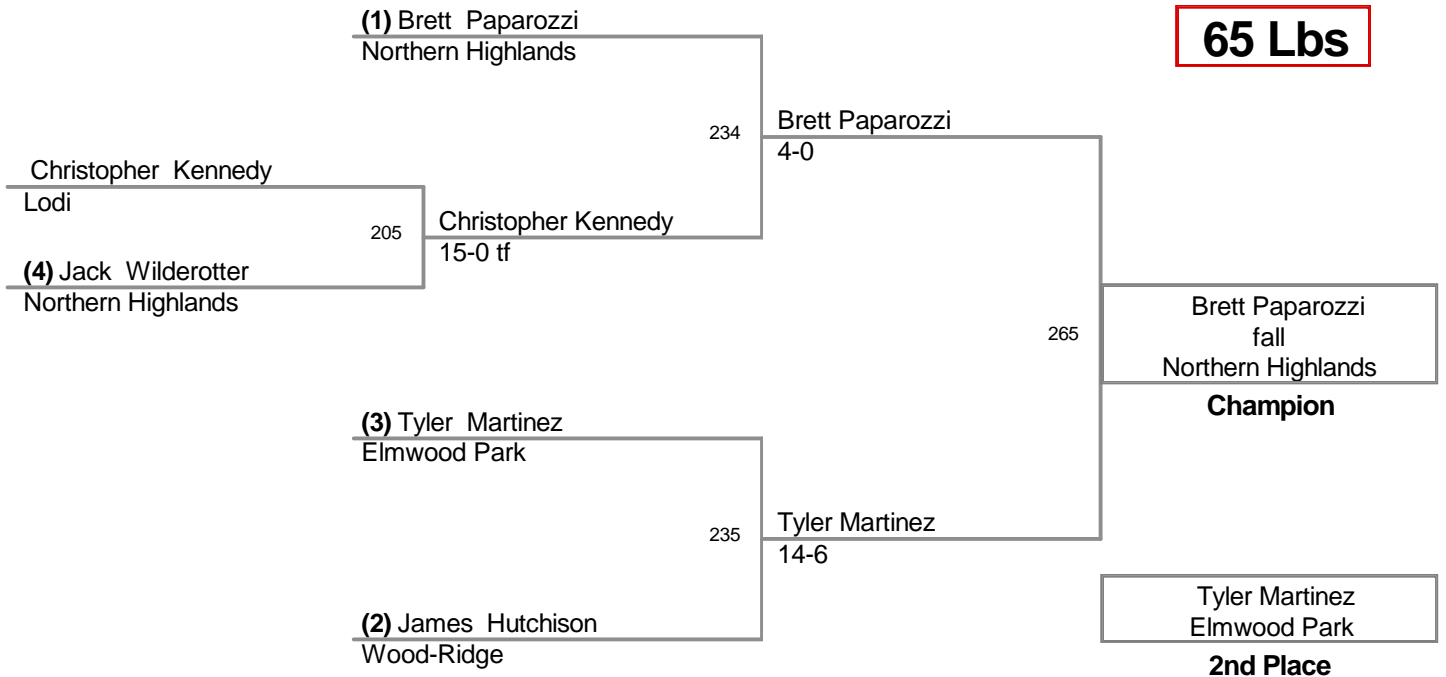 (1) Brett Paparozzi
Northern Highlands
65 Lbs
234
Brett Paparozzi
4-0
Christopher Kennedy
Lodi
205
Christopher Kennedy
15-0 tf
(4) Jack Wilderotter
Northern Highlands
265
Brett Paparozzi
fall
Northern Highlands
Champion
(3) Tyler Martinez
Elmwood Park
235
Tyler Martinez
14-6
(2) James Hutchison
Wood-Ridge
Tyler Martinez
Elmwood Park
2nd Place